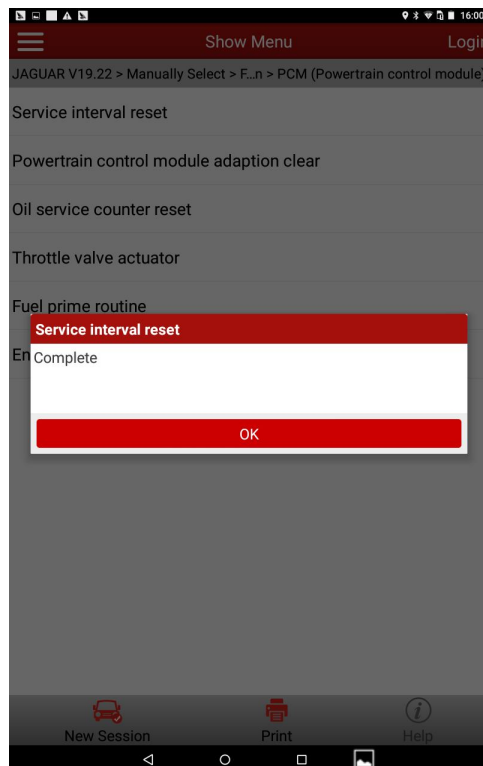 16:00
Show Menu
Login
JAGUAR V19.22 > Manually Select > F...n > PCM (Powertrain control module)
Service interval reset
Powertrain control module adaption clear
Oil service counter reset
Throttle valve actuator
Fuel prime routine
Service interval reset
En
Complete
OK
New Session
Print
Help